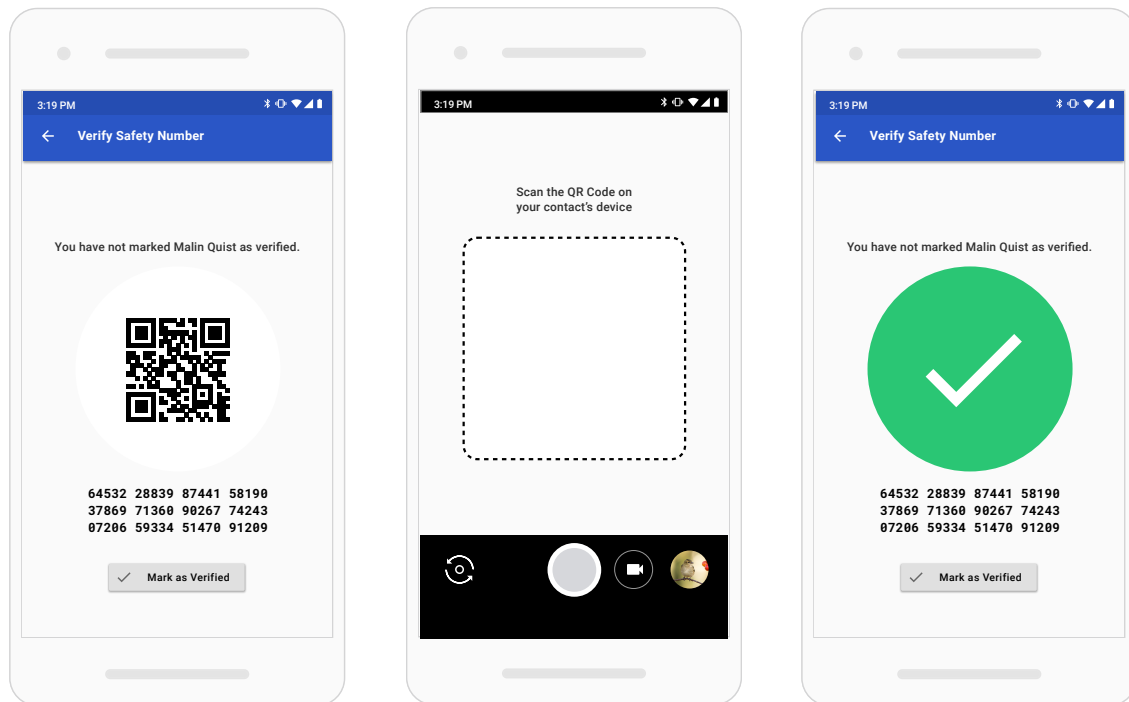 3:19 PM
Verify Safety Number
You have not marked Malin Quist as verified.
64532 28839 87441 58190
37869 71360 90267 74243
07206 59334 51470 91209
Mark as Verified
3:19 PM
Scan the QR Code on
your contact's device
3:19 PM
Verify Safety Number
You have not marked Malin Quist as verified.
64532 28839 87441 58190
37869 71360 90267 74243
07206 59334 51470 91209
Mark as Verified